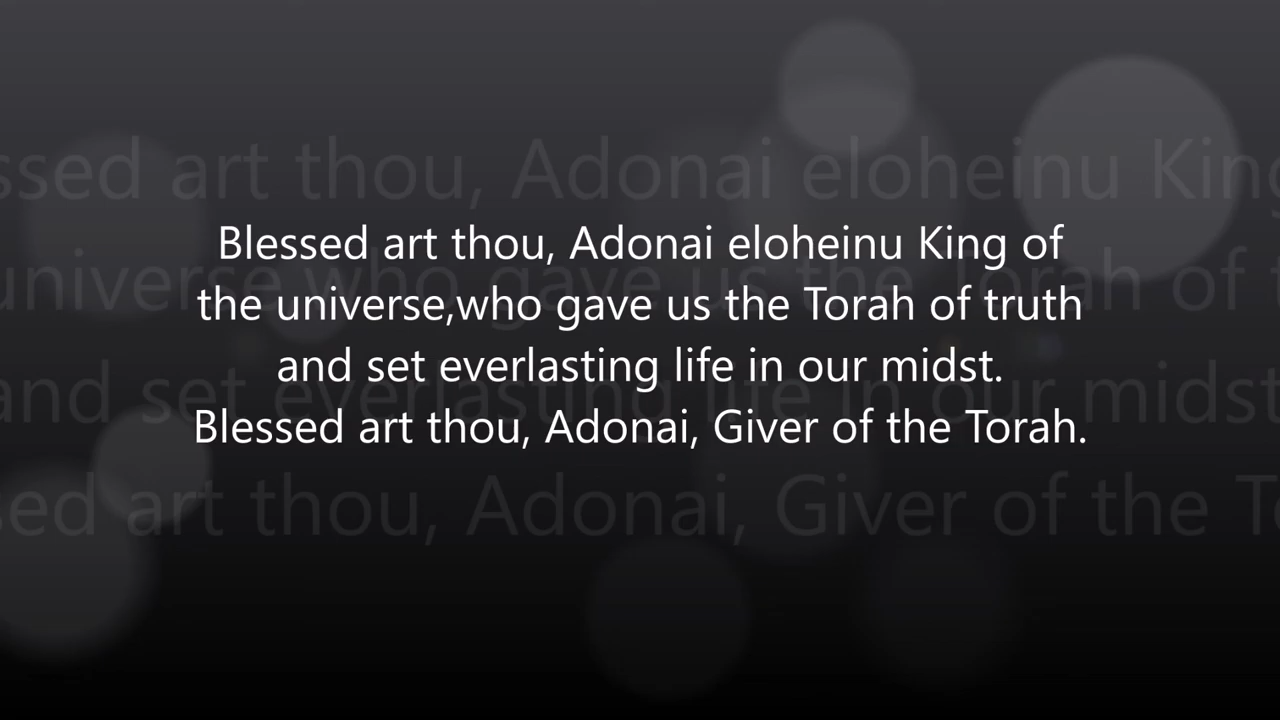 Blessed art thou, Adonai eloheinu King of
the universe,who gave us the Torah of truth
and set everlasting life in our midst.
Blessed art thou, Adonai, Giver of the Torah.